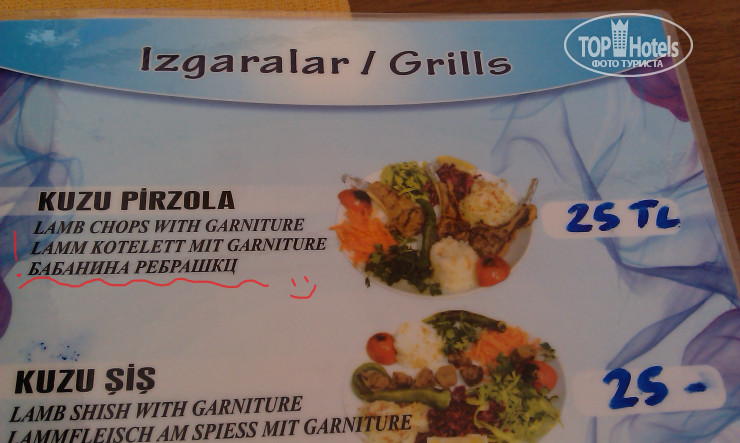 Izgaralar / Grills
TOP Hotels
ФОТО ТУРИСТА
KUZU PİRZOLA
LAMB CHOPS WITH GARNITURE
LAMM KOTELETT MIT GARNITURE
БАБАНИНА РЕБРАШКЦ
25 TL
KUZU ŞİŞ
LAMB SHISH WITH GARNITURE
LAMMFLEISCH AM SPIESS MIT GARNITURE
25 -